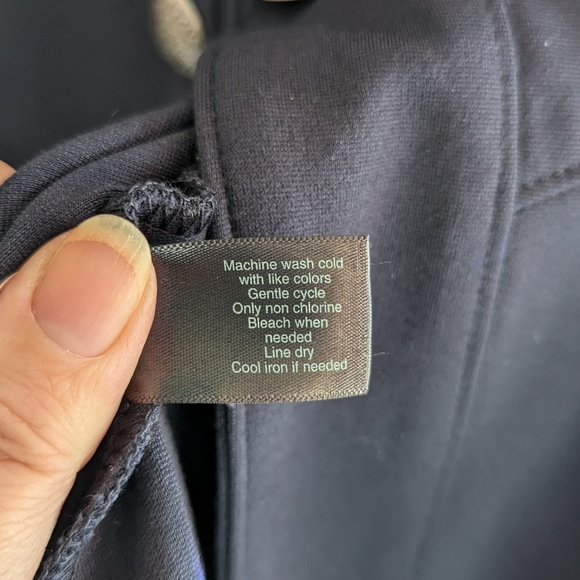 Machine wash cold
with like colors
Gentle cycle
Only non chlorine
Bleach when
needed
Line dry
Cool iron if needed